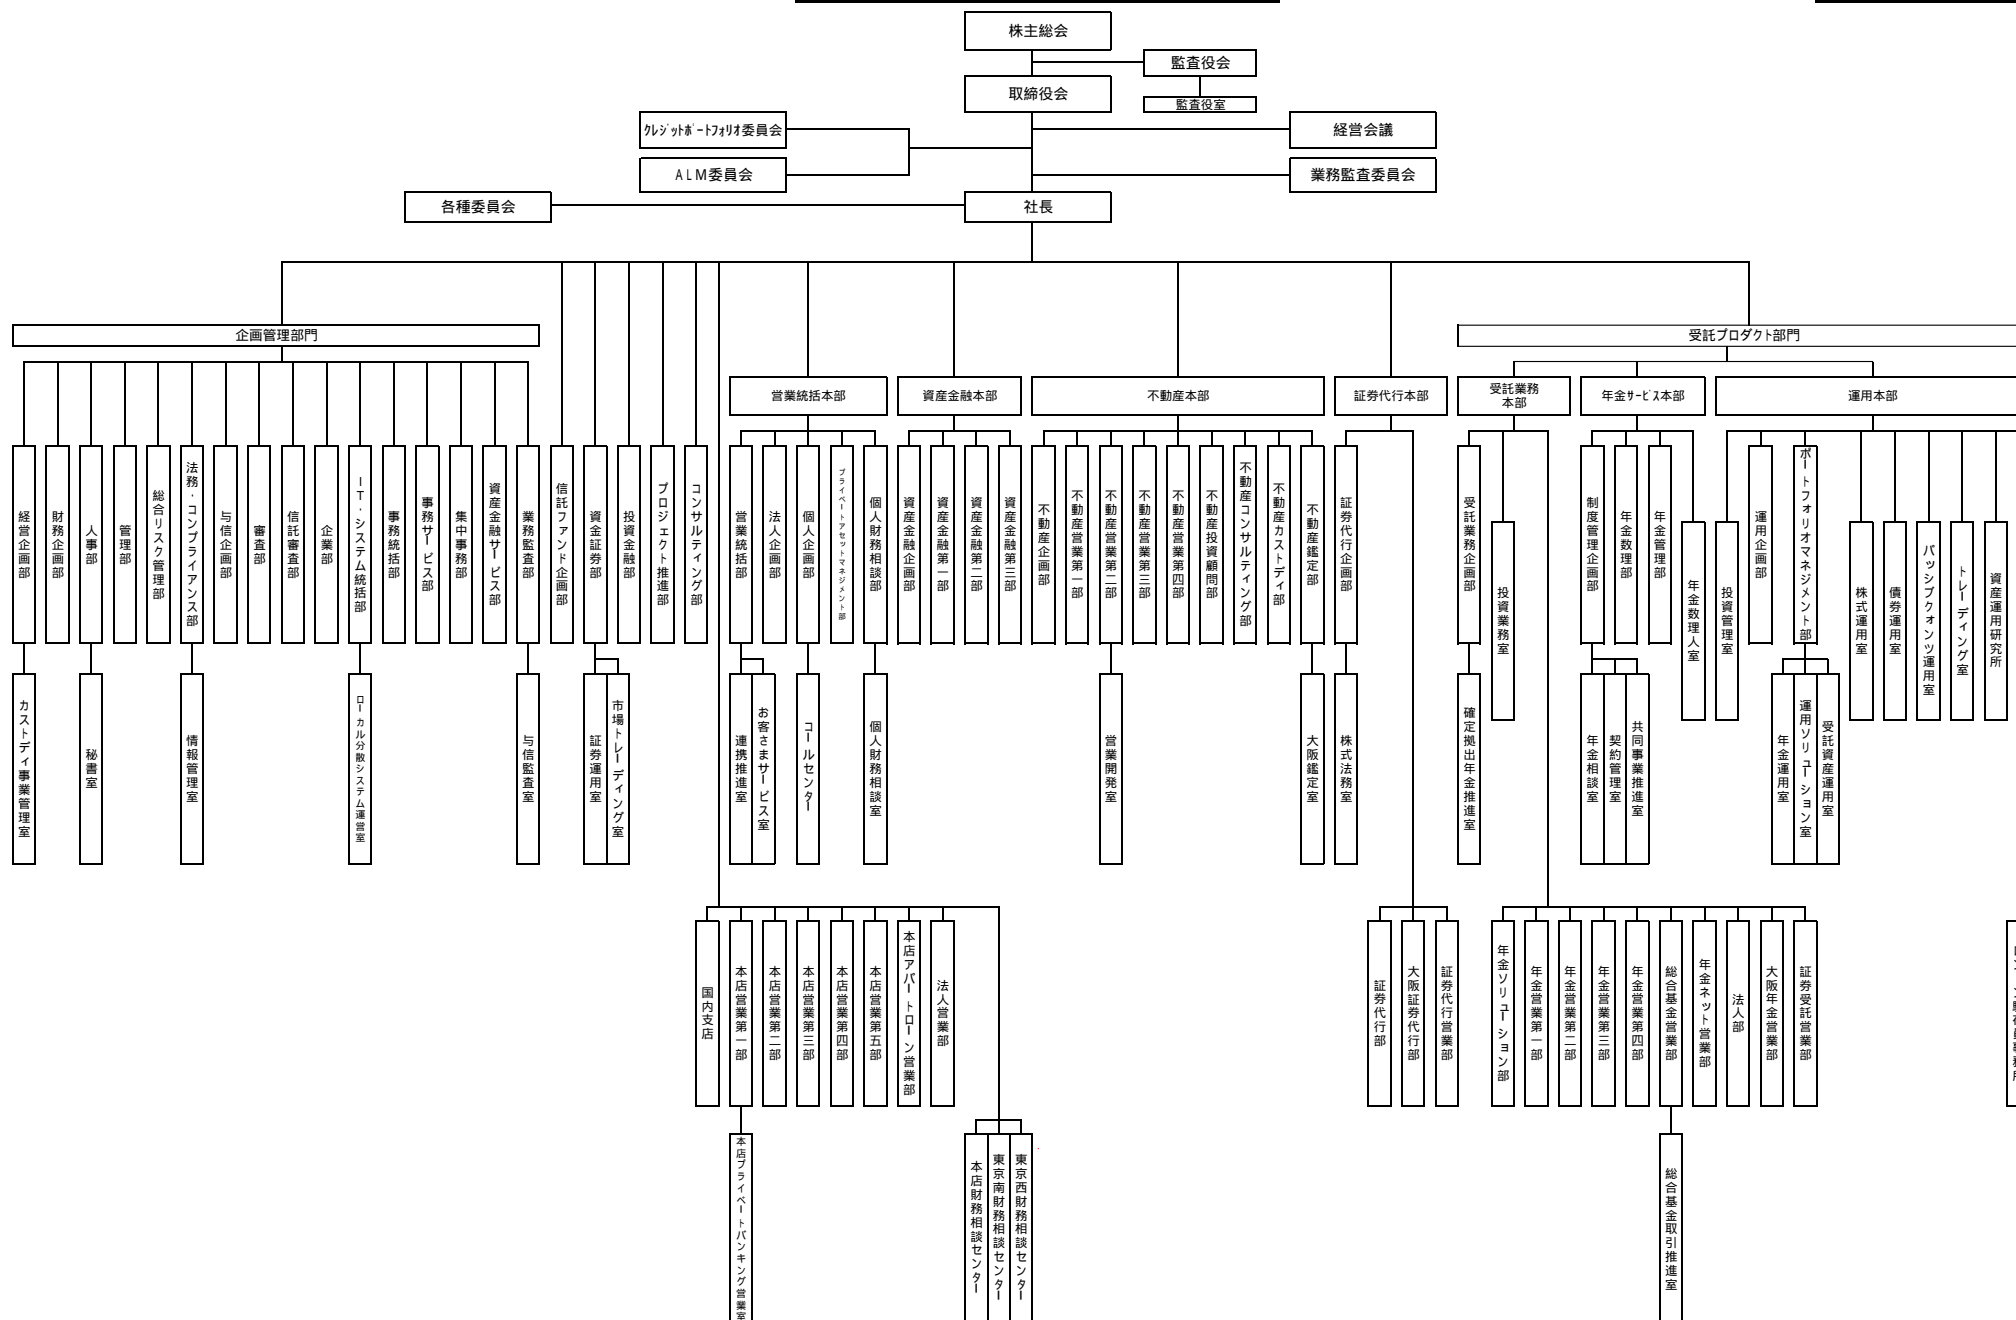 株主総会
監査役会
取締役会
監査役室
ｸﾚｼﾞｯﾄﾎﾟｰﾄﾌｫﾘｵ委員会
経営会議
ＡＬＭ委員会
業務監査委員会
各種委員会
社長
企画管理部門
受託プロダクト部門
営業統括本部
資産金融本部
不動産本部
証券代行本部
受託業務
本部
年金ｻｰﾋﾞｽ本部
運用本部
経営企画部
財務企画部
人事部
管理部
総合リスク管理部
法務・コンプライアンス部
与信企画部
審査部
信託審査部
企業部
ＩＴ・システム統括部
事務統括部
事務サービス部
集中事務部
資産金融サービス部
業務監査部
信託ファンド企画部
資金証券部
投資金融部
プロジェクト推進部
コンサルティング部
営業統括部
法人企画部
個人企画部
プライベートアセットマネジメント部
個人財務相談部
資産金融企画部
資産金融第一部
資産金融第二部
資産金融第三部
不動産企画部
不動産営業第一部
不動産営業第二部
不動産営業第三部
不動産営業第四部
不動産投資顧問部
不動産コンサルティング部
不動産カストディ部
不動産鑑定部
証券代行企画部
受託業務企画部
投資業務室
制度管理企画部
年金数理部
年金管理部
年金数理人室
投資管理室
運用企画部
ポートフォリオマネジメント部
株式運用室
債券運用室
パッシブクォンツ運用室
トレーディング室
資産運用研究所
カストディ事業管理室
秘書室
情報管理室
ローカル分散システム運営室
与信監査室
証券運用室
市場トレーディング室
連携推進室
お客さまサービス室
コールセンター
個人財務相談室
営業開発室
大阪鑑定室
株式法務室
確定拠出年金推進室
年金相談室
契約管理室
共同事業推進室
年金運用室
運用ソリューション室
受託資産運用室
国内支店
本店営業第一部
本店営業第二部
本店営業第三部
本店営業第四部
本店営業第五部
本店アパートローン営業部
法人営業部
証券代行部
大阪証券代行部
証券代行営業部
年金ソリューション部
年金営業第一部
年金営業第二部
年金営業第三部
年金営業第四部
総合基金営業部
年金ネット営業部
法人部
大阪年金営業部
証券受託営業部
本店プライベートバンキング営業室
本店財務相談センター
東京南財務相談センター
東京西財務相談センター
総合基金取引推進室